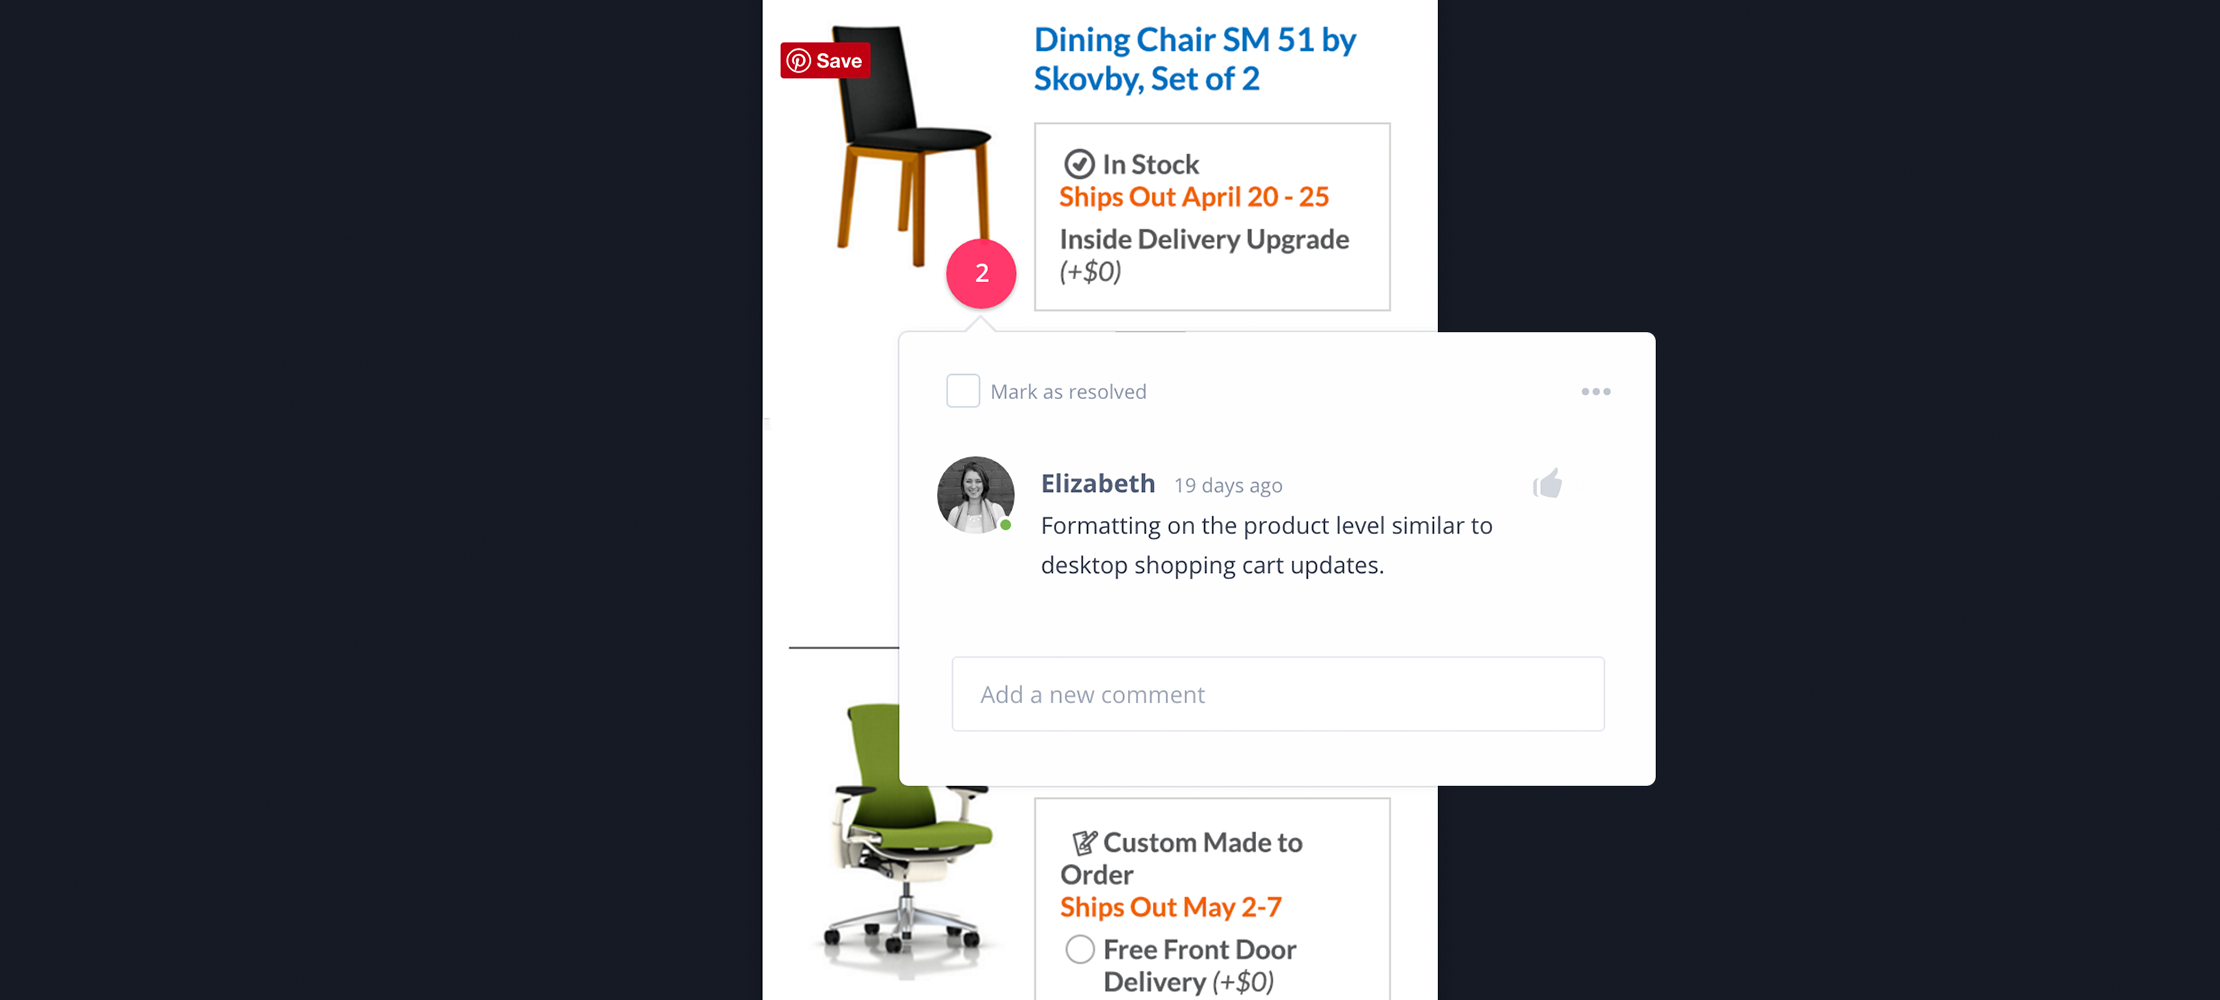 Save
Dining Chair SM 51 by
Skovby, Set of 2
In Stock
Ships Out April 20 - 25
Inside Delivery Upgrade
(+$0)
2
Mark as resolved
Elizabeth 19 days ago
Formatting on the product level similar to
desktop shopping cart updates.
Add a new comment
Custom Made to
Order
Ships Out May 2-7
Free Front Door
Delivery (+$0)